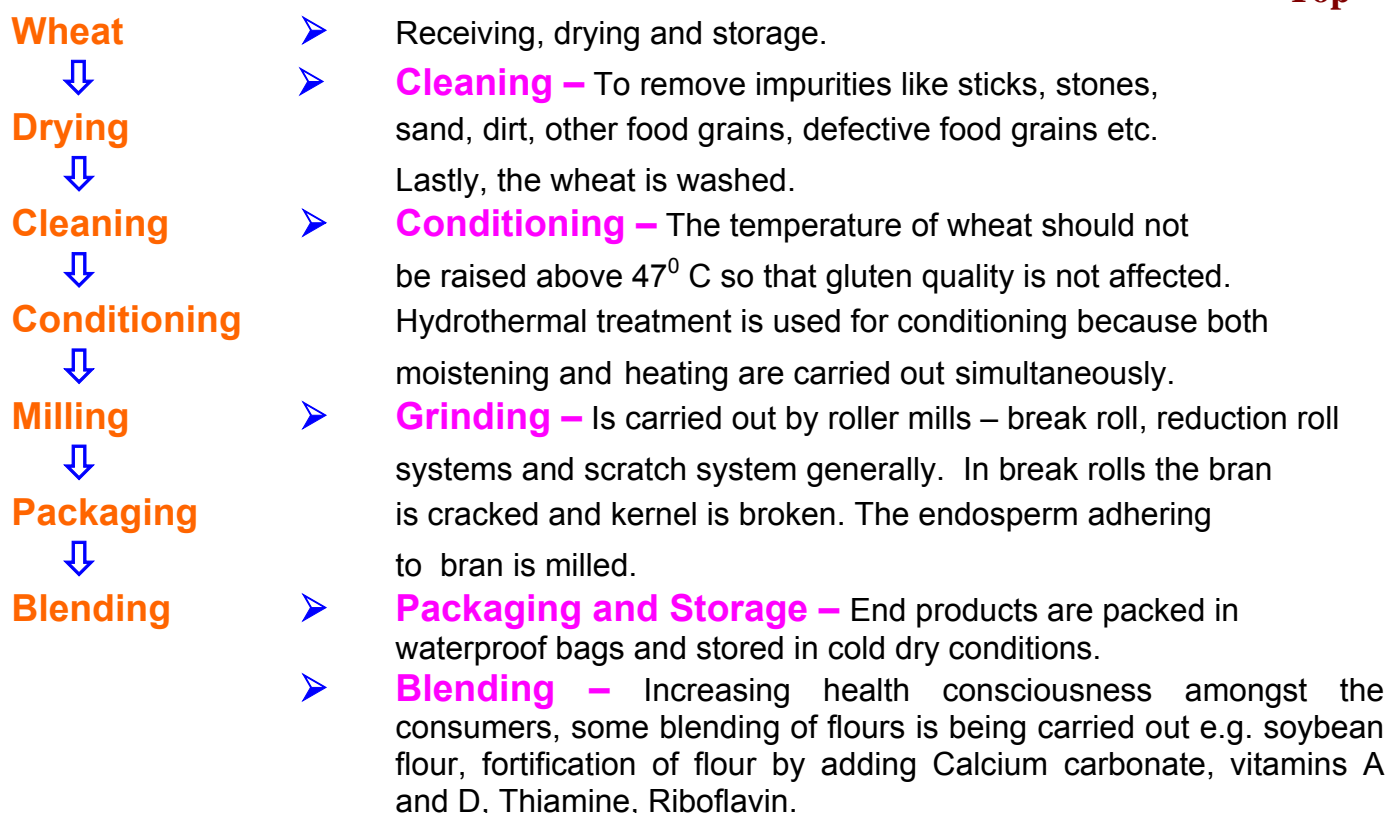 Top
Wheat ➢ Receiving, drying and storage.
⇩ ➢ Cleaning – To remove impurities like sticks, stones,
Drying sand, dirt, other food grains, defective food grains etc.
⇩ Lastly, the wheat is washed.
Cleaning ➢ Conditioning – The temperature of wheat should not
⇩ be raised above 47⁰ C so that gluten quality is not affected.
Conditioning Hydrothermal treatment is used for conditioning because both
⇩ moistening and heating are carried out simultaneously.
Milling ➢ Grinding – Is carried out by roller mills – break roll, reduction roll
⇩ systems and scratch system generally. In break rolls the bran
Packaging is cracked and kernel is broken. The endosperm adhering
⇩ to bran is milled.
Blending ➢ Packaging and Storage – End products are packed in
waterproof bags and stored in cold dry conditions.
➢ Blending – Increasing health consciousness amongst the
consumers, some blending of flours is being carried out e.g. soybean
flour, fortification of flour by adding Calcium carbonate, vitamins A
and D, Thiamine, Riboflavin.